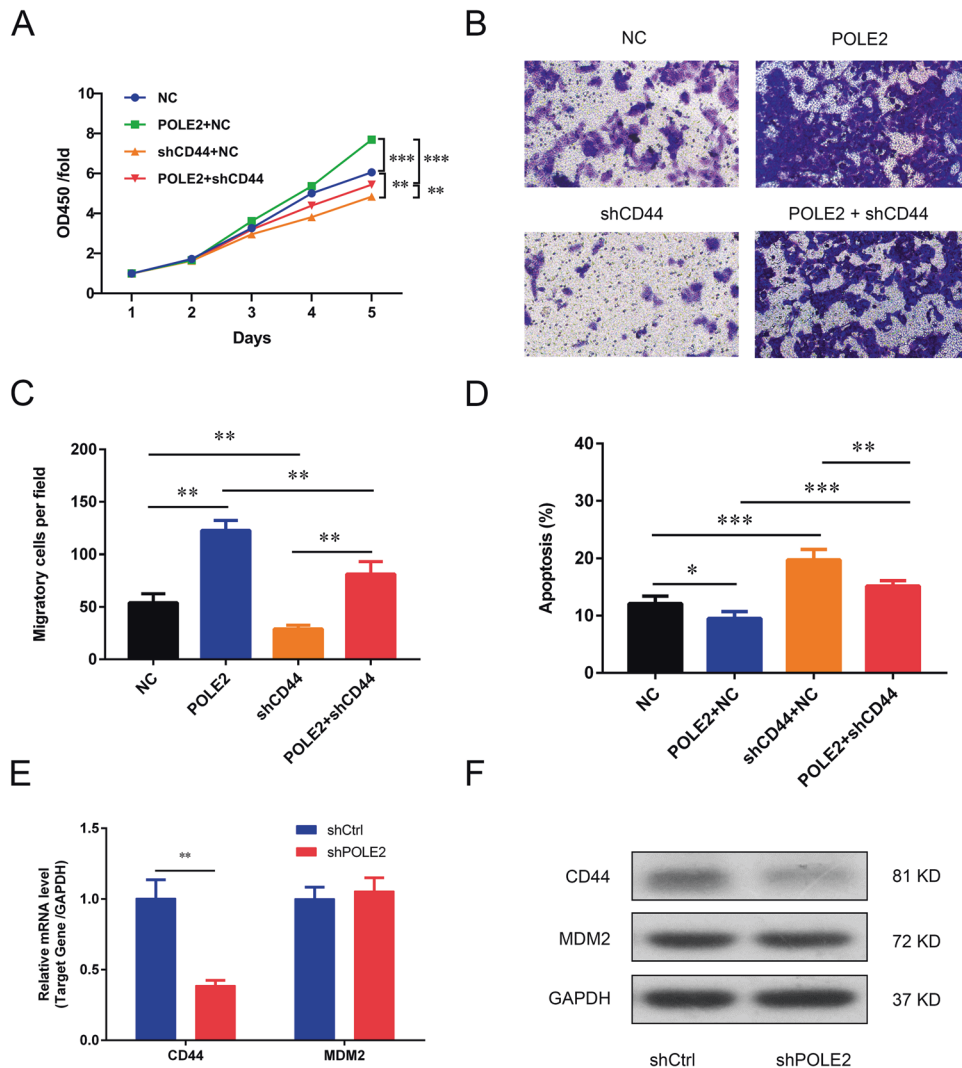 A
OD450 /fold
10
8
6
4
2
0
NC
POLE2+NC
shCD44+NC
POLE2+shCD44
*** ***
** **
1 2 3 4 5
Days
B
NC POLE2
shCD44 POLE2 + shCD44
C
Migratory cells per field
200
150
100
50
0
**
** **
**
NC POLE2 shCD44 POLE2+shCD44
D
Apoptosis (%)
40
30
20
10
0
**
***
***
*
NC POLE2+NC shCD44+NC POLE2+shCD44
E
Relative mRNA level
(Target Gene /GAPDH)
1.5
1.0
0.5
0.0
shCtrl
shPOLE2
**
CD44 MDM2
F
CD44 81 KD
MDM2 72 KD
GAPDH 37 KD
shCtrl shPOLE2